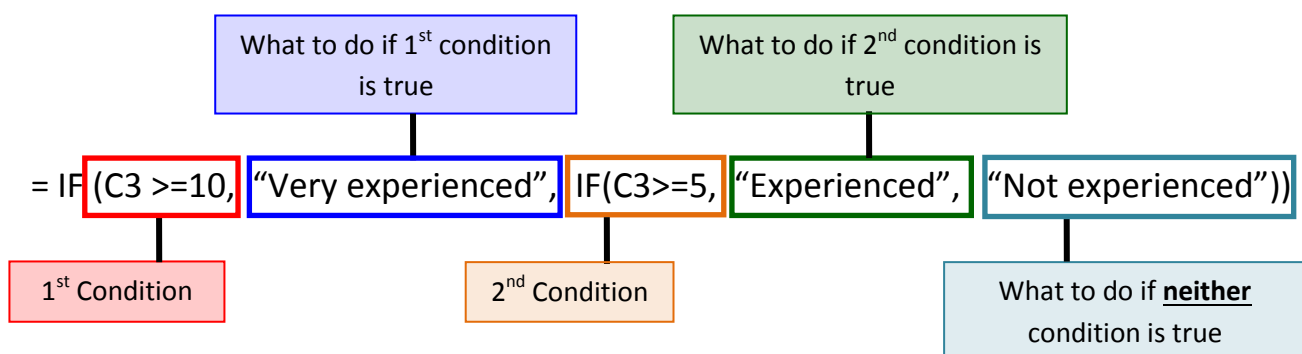 What to do if 1st condition
is true
What to do if 2nd condition is
true
= IF (C3 >=10, “Very experienced”, IF(C3>=5, “Experienced”, “Not experienced”))
1st Condition
2nd Condition
What to do if neither
condition is true